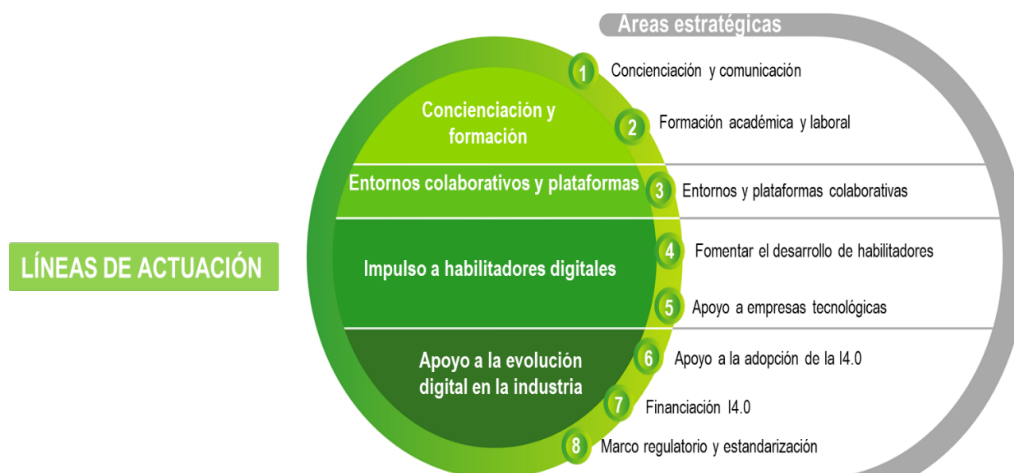 Areas estratégicas
1 Concienciación y comunicación
Concienciación y
formación
2 Formación académica y laboral
Entornos colaborativos y plataformas
3 Entornos y plataformas colaborativas
4 Fomentar el desarrollo de habilitadores
LÍNEAS DE ACTUACIÓN
Impulso a habilitadores digitales
5 Apoyo a empresas tecnológicas
Apoyo a la evolución
digital en la industria
6 Apoyo a la adopción de la I4.0
7 Financiación I4.0
8 Marco regulatorio y estandarización